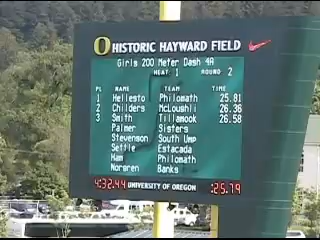 O HISTORIC HAYWARD FIELD
Girls 200 Meter Dash 4A
HEAT 1 ROUND 2
PL NAME TEAM TIME
1 Hellesto Philomath 25.81
2 Childers McLoughli 26.36
3 Smith Tillamook 26.58
Palmer Sisters
Stevenson South Ump
Settle Estacada
Ham Philomath
Norsren Banks
4:32.44 UNIVERSITY OF OREGON :25.79